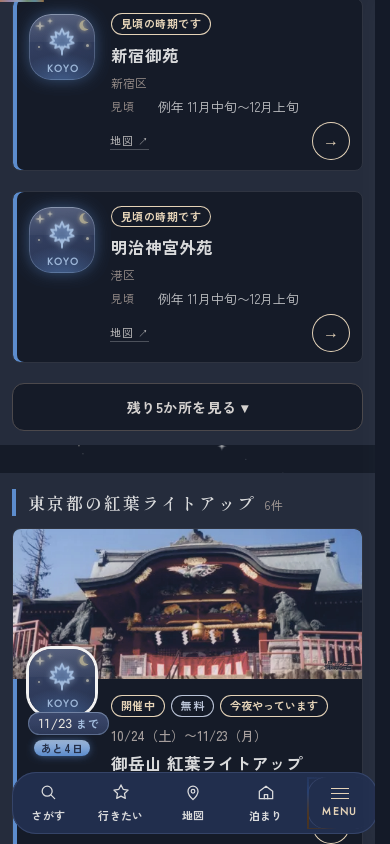 見頃の時期です
KOYO
新宿御苑
新宿区
見頃 例年 11月中旬〜12月上旬
地図 ↗
→
見頃の時期です
KOYO
明治神宮外苑
港区
見頃 例年 11月中旬〜12月上旬
地図 ↗
→
残り5か所を見る ▾
東京都の紅葉ライトアップ 6件
KOYO
11/23 まで
あと4日
開催中 無料 今夜やっています
10/24（土）〜11/23（月）
御岳山 紅葉ライトアップ
さがす 行きたい 地図 泊まり MENU